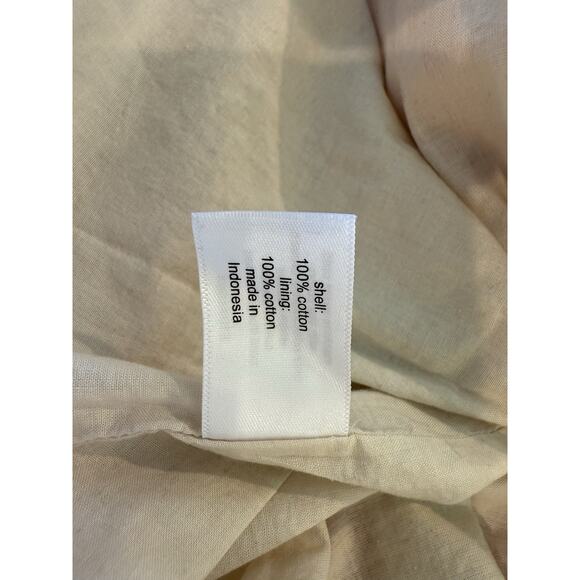 shell:
100% cotton
lining:
100% cotton
made in
Indonesia